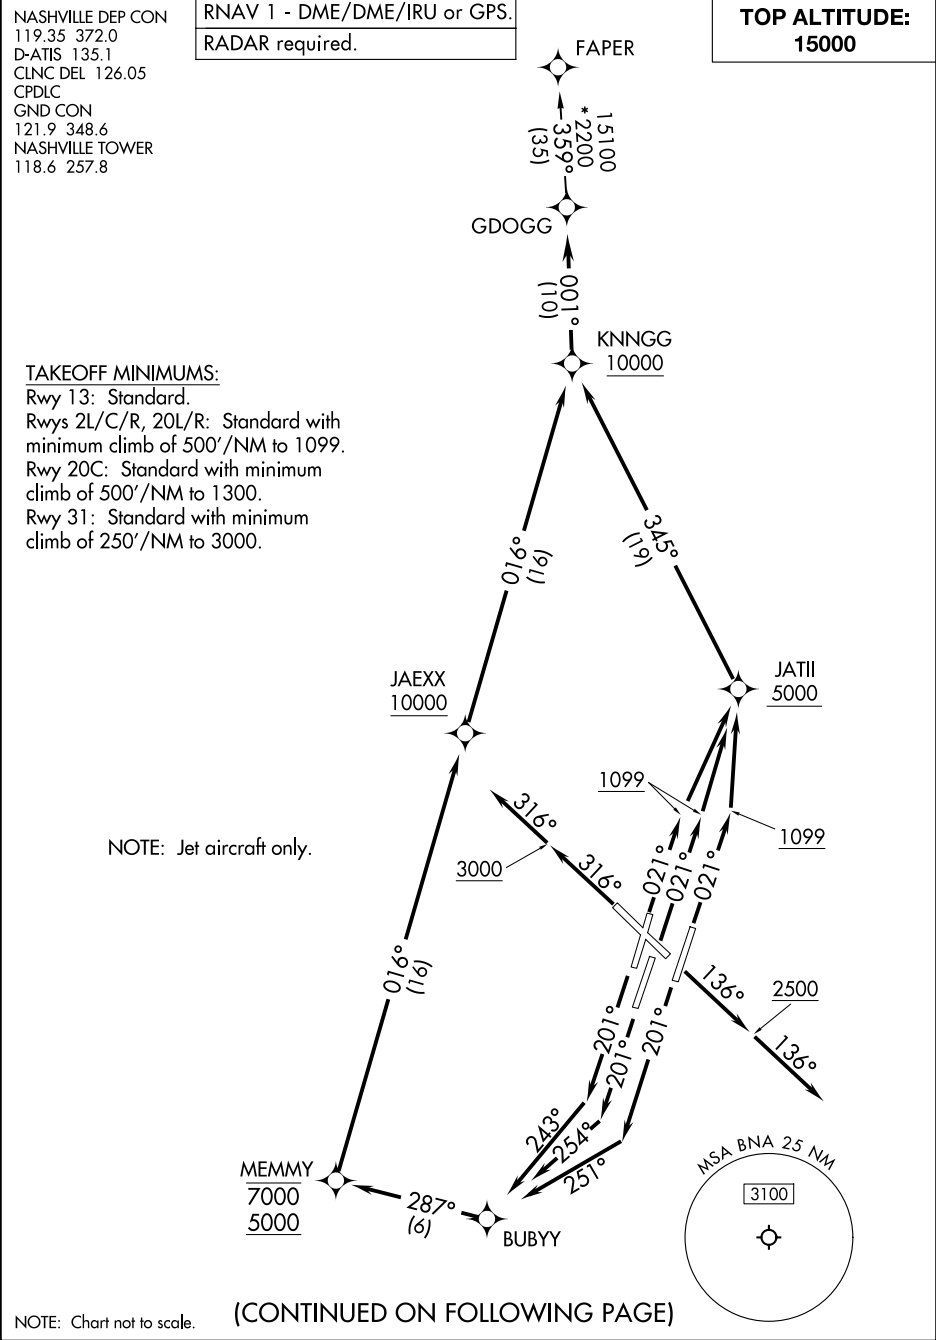 NASHVILLE DEP CON
119.35 372.0
D-ATIS 135.1
CLNC DEL 126.05
CPDLC
GND CON
121.9 348.6
NASHVILLE TOWER
118.6 257.8
RNAV 1 - DME/DME/IRU or GPS.
RADAR required.
TOP ALTITUDE:
15000
FAPER
15100
*2200
359°
(35)
GDOGG
001°
(10)
KNNGG
10000
TAKEOFF MINIMUMS:
Rwy 13: Standard.
Rwys 2L/C/R, 20L/R: Standard with
minimum climb of 500'/NM to 1099.
Rwy 20C: Standard with minimum
climb of 500'/NM to 1300.
Rwy 31: Standard with minimum
climb of 250'/NM to 3000.
016°
(16)
345°
(19)
JAEXX
10000
JATII
5000
1099
1099
316°
3000
316°
021°
021°
021°
NOTE: Jet aircraft only.
016°
(16)
136°
2500
136°
201°
201°
201°
243°
254°
251°
MEMMY
7000
5000
287°
(6)
BUBYY
MSA BNA 25 NM
3100
NOTE: Chart not to scale.
(CONTINUED ON FOLLOWING PAGE)